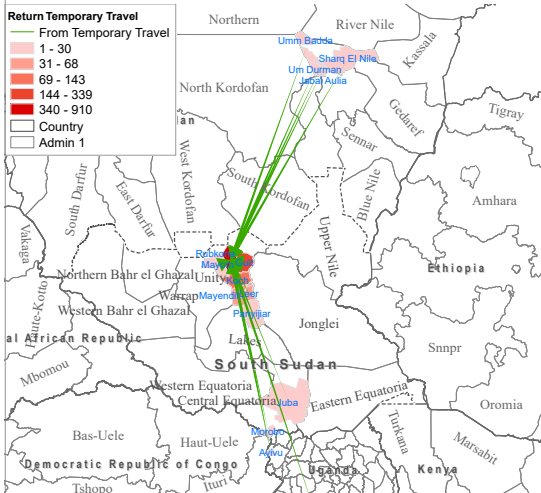 Return Temporary Travel
From Temporary Travel
1 - 30
31 - 68
69 - 143
144 - 339
340 - 910
Country
Admin 1
Northern
River Nile
Kassala
Umm Badda
Sharq El Nile
Um Durman
Jabal Aulia
North Kordofan
Gedaref
Tigray
Sennar
West Kordofan
South Darfur
East Darfur
South Kordofan
Blue Nile
Amhara
Vakaga
Upper Nile
Ethiopia
Northern Bahr el Ghazal
Unity
Warrap
Mayendit
Leer
Panyijiar
Western Bahr el Ghazal
Haute-Kotto
Jonglei
al African Republic
Lakes
Snnpr
South Sudan
Mbomou
Western Equatoria
Central Equatoria
Juba
Eastern Equatoria
Oromia
Morobo
Bas-Uele
Haut-Uele
Turkana
Marsabit
Democratic Republic of Congo
Uganda
Kenya
Tshopo
Ituri